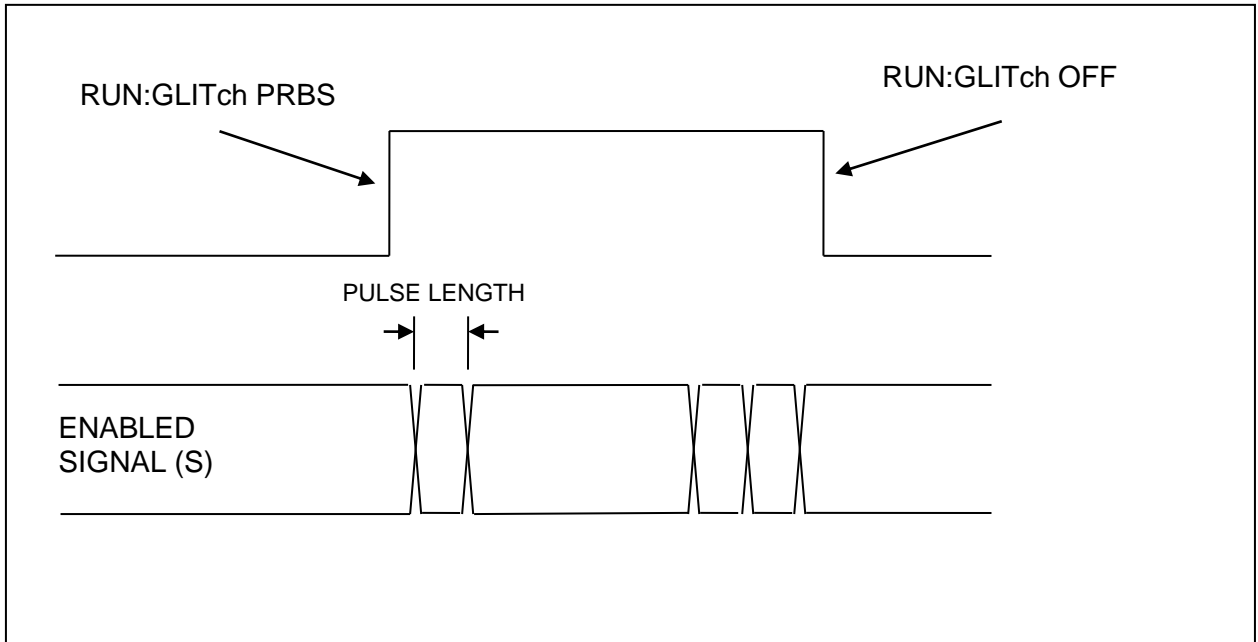 RUN:GLITch PRBS
RUN:GLITch OFF
PULSE LENGTH
ENABLED
SIGNAL (S)